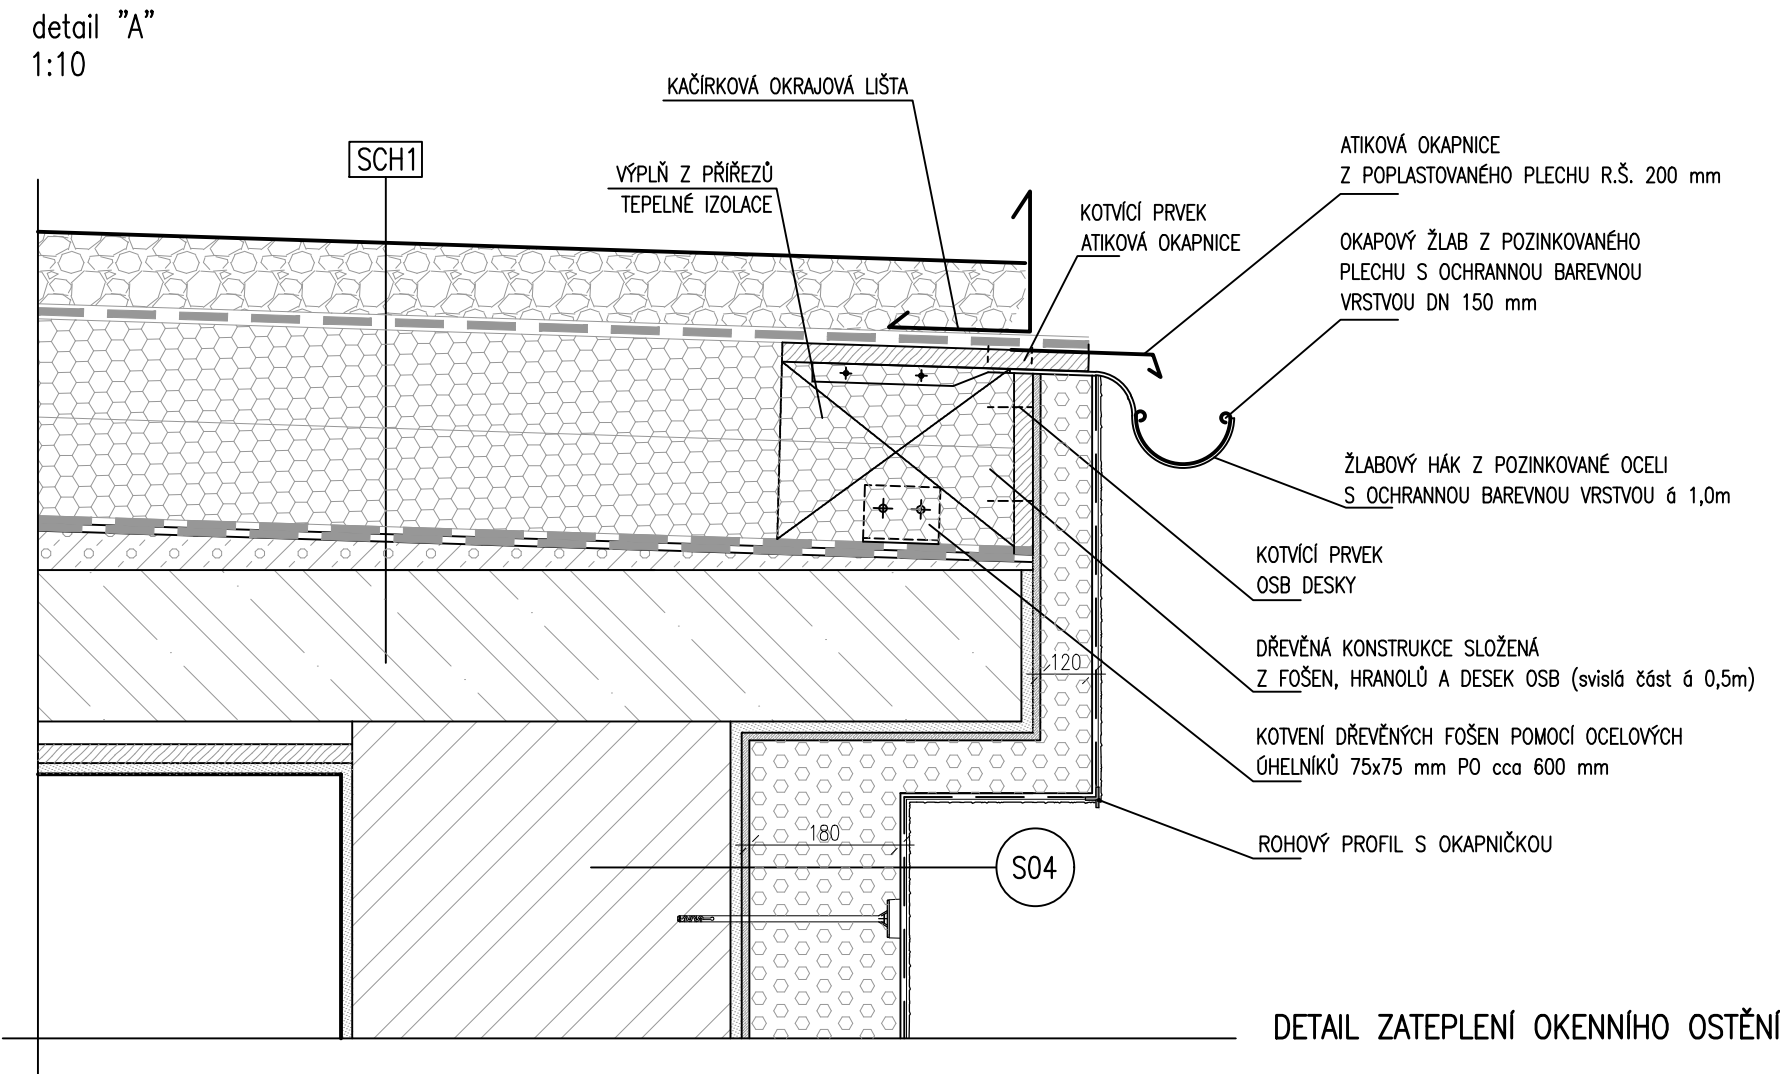 detail "A"
1:10
KAČÍRKOVÁ OKRAJOVÁ LIŠTA
SCH1
VÝPLŇ Z PŘÍŘEZŮ
TEPELNÉ IZOLACE
KOTVÍCÍ PRVEK
ATIKOVÁ OKAPNICE
ATIKOVÁ OKAPNICE
Z POPLASTOVANÉHO PLECHU R.Š. 200 mm
OKAPOVÝ ŽLAB Z POZINKOVANÉHO
PLECHU S OCHRANNOU BAREVNOU
VRSTVOU DN 150 mm
ŽLABOVÝ HÁK Z POZINKOVANÉ OCELI
S OCHRANNOU BAREVNOU VRSTVOU á 1,0m
KOTVÍCÍ PRVEK
OSB DESKY
DŘEVĚNÁ KONSTRUKCE SLOŽENÁ
Z FOŠEN, HRANOLŮ A DESEK OSB (svislá část á 0,5m)
120
KOTVENÍ DŘEVĚNÝCH FOŠEN POMOCÍ OCELOVÝCH
ÚHELNÍKŮ 75x75 mm PO cca 600 mm
180
ROHOVÝ PROFIL S OKAPNIČKOU
S04
DETAIL ZATEPLENÍ OKENNÍHO OSTĚNÍ